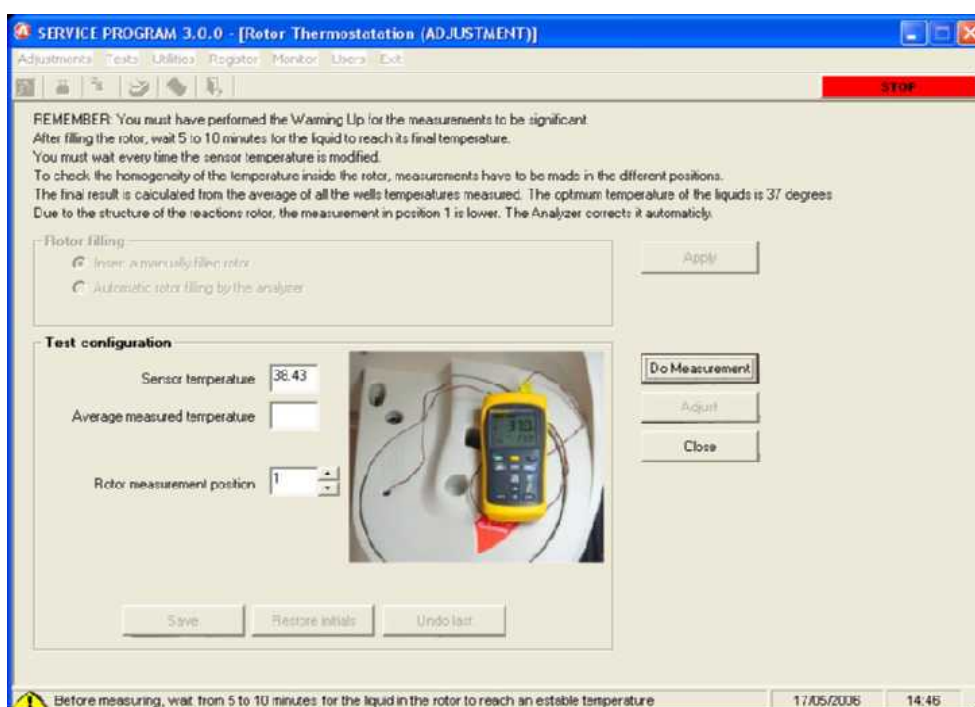 SERVICE PROGRAM 3.0.0 - [Rotor Thermostatation (ADJUSTMENT)]
Adjustments Tests Utilities Registor Monitor Users Exit
STOP
REMEMBER: You must have performed the Warming Up for the measurements to be significant
After filling the rotor, wait 5 to 10 minutes for the liquid to reach its final temperature.
You must wait every time the sensor temperature is modified.
To check the homogeneity of the temperature inside the rotor, measurements have to be made in the different positions.
The final result is calculated from the average of all the wells temperatures measured. The optimum temperature of the liquids is 37 degrees
Due to the structure of the reactions rotor, the measurement in position 1 is lower. The Analyzer corrects it automaticly.
Rotor filling
Insert a manually filled rotor
Apply
Automatic rotor filling by the analyzer
Test configuration
Sensor temperature 38.43
Do Measurement
Average measured temperature
Adjust
Close
Rotor measurement position 1
37.0
Save Restore initials Undo last
Before measuring, wait from 5 to 10 minutes for the liquid in the rotor to reach an estable temperature 17/05/2006 14:46